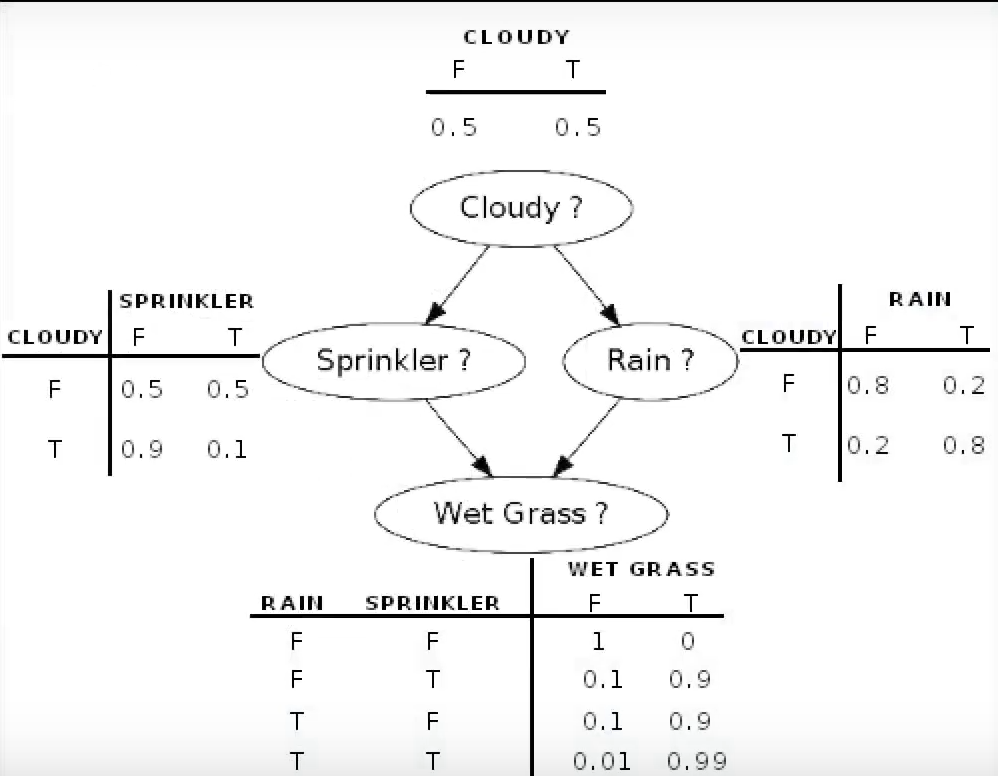 CLOUDY
F T
0.5 0.5
Cloudy ?
SPRINKLER
CLOUDY F T
F 0.5 0.5
T 0.9 0.1
Sprinkler ?
Rain ?
RAIN
CLOUDY F T
F 0.8 0.2
T 0.2 0.8
Wet Grass ?
WET GRASS
RAIN SPRINKLER F T
F F 1 0
F T 0.1 0.9
T F 0.1 0.9
T T 0.01 0.99